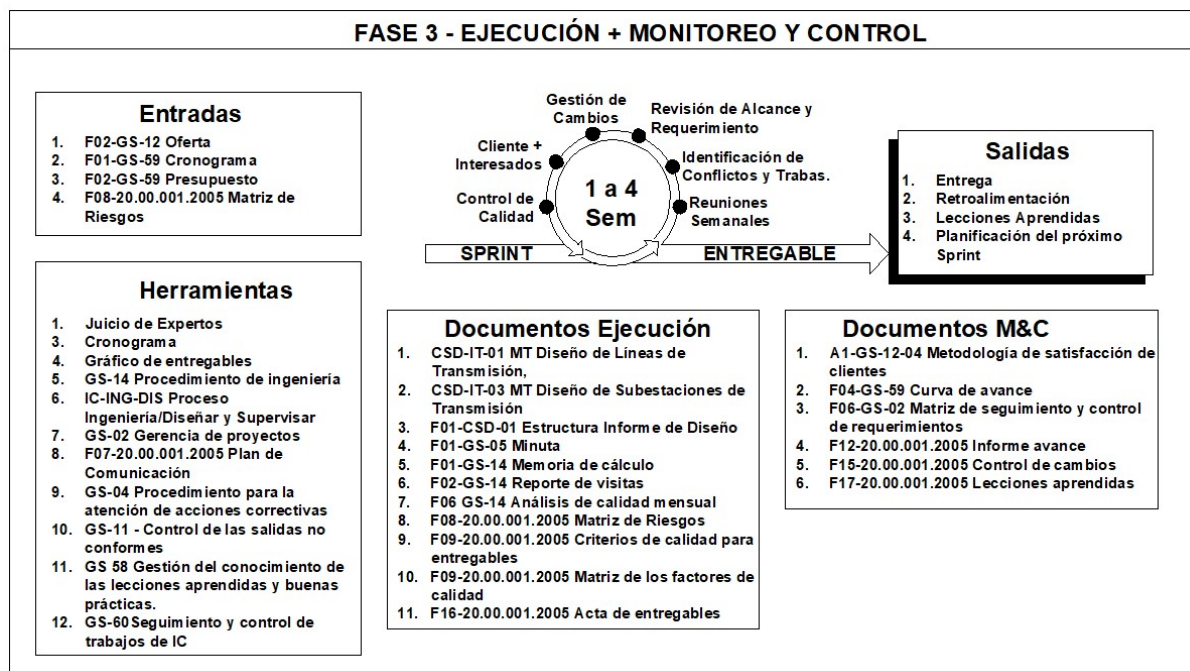 FASE 3 - EJECUCIÓN + MONITOREO Y CONTROL
Entradas
1. F02-GS-12 Oferta
2. F01-GS-59 Cronograma
3. F02-GS-59 Presupuesto
4. F08-20.00.001.2005 Matriz de
Riesgos
Gestión de
Cambios
Revisión de Alcance y
Requerimiento
Cliente +
Interesados
Identificación de
Conflictos y Trabas.
Control de
Calidad
Reuniones
Semanales
1 a 4
Sem
SPRINT
ENTREGABLE
Salidas
1. Entrega
2. Retroalimentación
3. Lecciones Aprendidas
4. Planificación del próximo
Sprint
Herramientas
1. Juicio de Expertos
3. Cronograma
4. Gráfico de entregables
5. GS-14 Procedimiento de ingeniería
6. IC-ING-DIS Proceso
Ingeniería/Diseñar y Supervisar
7. GS-02 Gerencia de proyectos
8. F07-20.00.001.2005 Plan de
Comunicación
9. GS-04 Procedimiento para la
atención de acciones correctivas
10. GS-11 - Control de las salidas no
conformes
11. GS 58 Gestión del conocimiento de
las lecciones aprendidas y buenas
prácticas.
12. GS-60Seguimiento y control de
trabajos de IC
Documentos Ejecución
1. CSD-IT-01 MT Diseño de Líneas de
Transmisión,
2. CSD-IT-03 MT Diseño de Subestaciones de
Transmisión
3. F01-CSD-01 Estructura Informe de Diseño
4. F01-GS-05 Minuta
5. F01-GS-14 Memoria de cálculo
6. F02-GS-14 Reporte de visitas
7. F06 GS-14 Análisis de calidad mensual
8. F08-20.00.001.2005 Matriz de Riesgos
9. F09-20.00.001.2005 Criterios de calidad para
entregables
10. F09-20.00.001.2005 Matriz de los factores de
calidad
11. F16-20.00.001.2005 Acta de entregables
Documentos M&C
1. A1-GS-12-04 Metodología de satisfacción de
clientes
2. F04-GS-59 Curva de avance
3. F06-GS-02 Matriz de seguimiento y control
de requerimientos
4. F12-20.00.001.2005 Informe avance
5. F15-20.00.001.2005 Control de cambios
6. F17-20.00.001.2005 Lecciones aprendidas